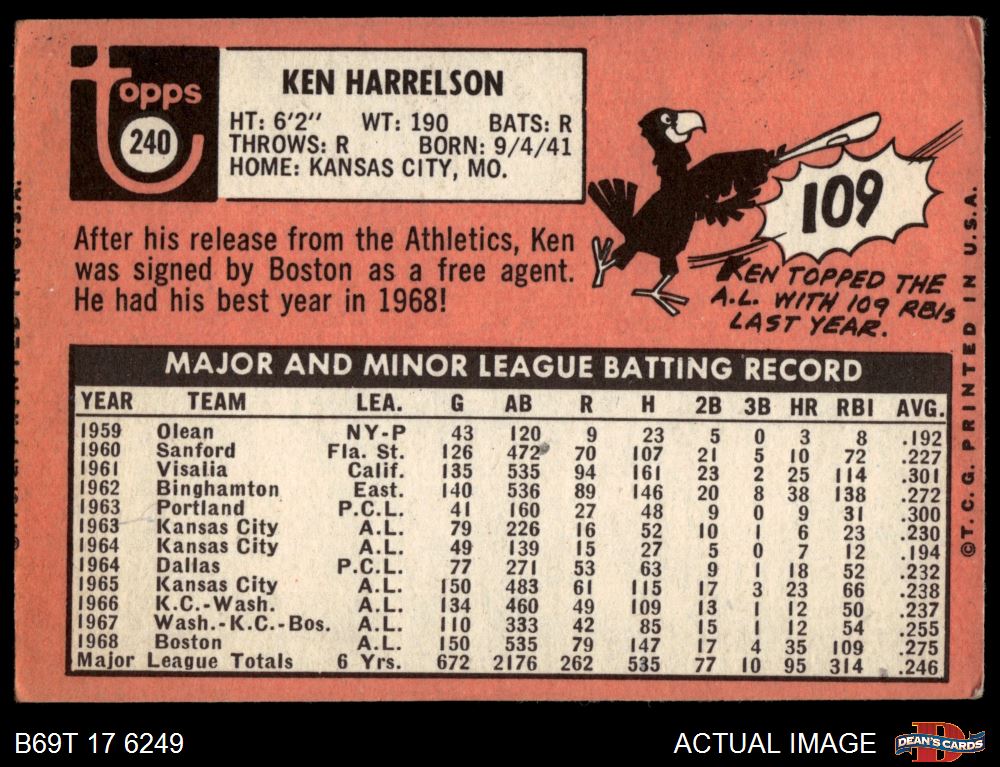 topps
240
KEN HARRELSON
HT: 6'2" WT: 190 BATS: R
THROWS: R BORN: 9/4/41
HOME: KANSAS CITY, MO.
After his release from the Athletics, Ken
was signed by Boston as a free agent.
He had his best year in 1968!
109
KEN TOPPED THE
A.L. WITH 109 RBIs
LAST YEAR.
MAJOR AND MINOR LEAGUE BATTING RECORD
YEAR TEAM LEA. G AB R H 2B 3B HR RBI AVG.
1959 Olean NY-P 43 120 9 23 5 0 3 8 .192
1960 Sanford Fla. St. 126 472 70 107 21 5 10 72 .227
1961 Visalia Calif. 135 535 94 161 23 2 25 114 .301
1962 Binghamton East. 140 536 89 146 20 8 38 138 .272
1963 Portland P.C.L. 41 160 27 48 9 0 9 31 .300
1963 Kansas City A.L. 79 226 16 52 10 1 6 23 .230
1964 Kansas City A.L. 49 139 15 27 5 0 7 12 .194
1964 Dallas P.C.L. 77 271 53 63 9 1 18 52 .232
1965 Kansas City A.L. 150 483 61 115 17 3 23 66 .238
1966 K.C.-Wash. A.L. 134 460 49 109 13 1 12 50 .237
1967 Wash.-K.C.-Bos. A.L. 110 333 42 85 15 1 12 54 .255
1968 Boston A.L. 150 535 79 147 17 4 35 109 .275
Major League Totals 6 Yrs. 672 2176 262 535 77 10 95 314 .246
©T.C.G. PRINTED IN U.S.A.
B69T 17 6249
ACTUAL IMAGE
D
DEAN'S CARDS